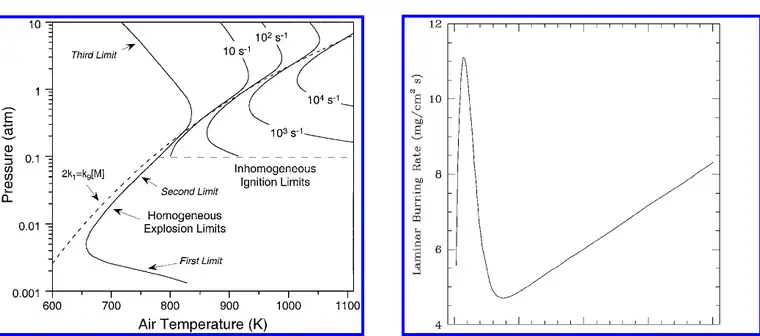 10
1
0.1
0.01
0.001
Pressure (atm)
600 700 800 900 1000 1100
Air Temperature (K)
Third Limit
10 s-1
10² s-1
10³ s-1
10⁴ s-1
2k₁=k₉[M]
Inhomogeneous
Ignition Limits
Second Limit
Homogeneous
Explosion Limits
First Limit
12
10
8
6
4
Laminar Burning Rate (mg/cm² s)